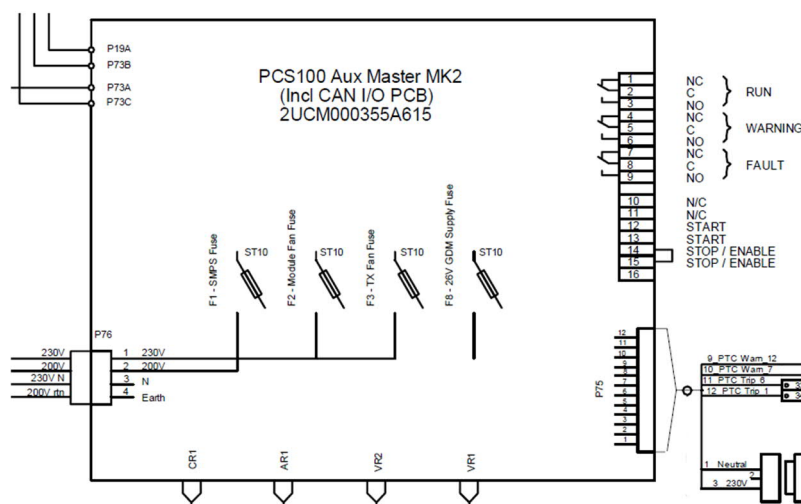 P19A
P73B
P73A
P73C
PCS100 Aux Master MK2
(Incl CAN I/O PCB)
2UCM000355A615
1 NC
2 C
3 NO
RUN
4 NC
5 C
6 NO
WARNING
7 NC
8 C
9 NO
FAULT
10 N/C
11 N/C
12 START
13 START
14 STOP / ENABLE
15 STOP / ENABLE
16
F1 - SMPS Fuse
ST10
F2 - Module Fan Fuse
ST10
F3 - TX Fan Fuse
ST10
F8 - 26V GDM Supply Fuse
ST10
P76
230V 1 230V
200V 2 200V
230V N 3 N
200V rtn 4 Earth
P75
12
11
10
9
8
7
6
5
4
3
2
1
9_PTC Warn_12
10_PTC Warn_7
11_PTC Trip_6
12_PTC Trip_1
1 Neutral
2
3 230V
CR1
AR1
VR2
VR1